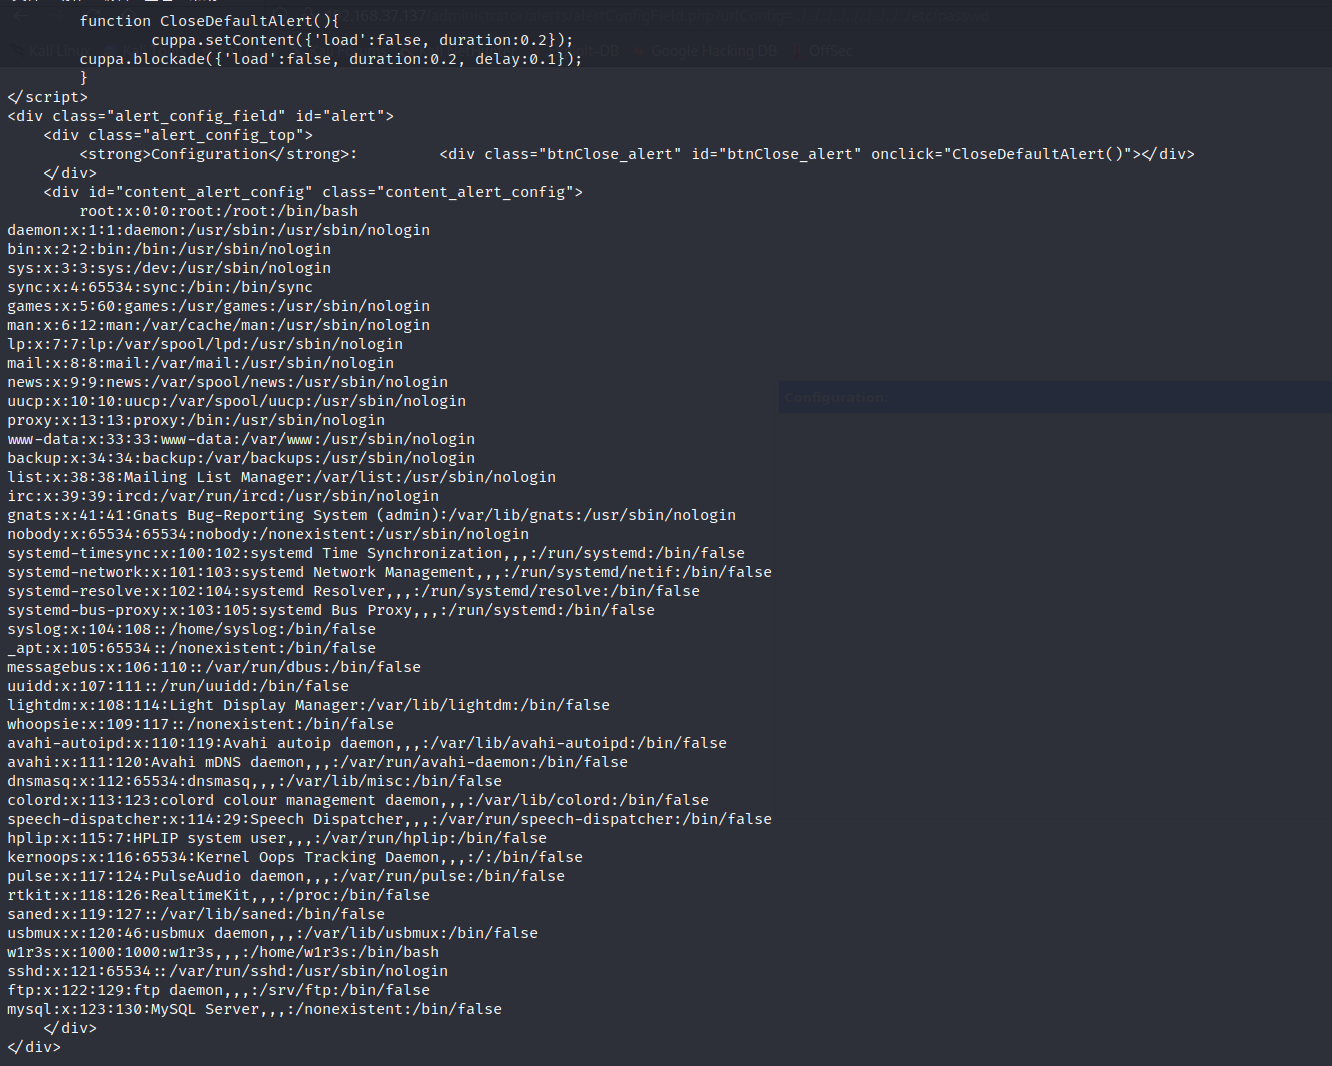 192.168.37.137
Kali Linux
Exploit-DB
Google Hacking DB
OffSec
function CloseDefaultAlert(){
cuppa.setContent({'load':false, duration:0.2});
cuppa.blockade({'load':false, duration:0.2, delay:0.1});
}
</script>
<div class="alert_config_field" id="alert">
<div class="alert_config_top">
<strong>Configuration</strong>: <div class="btnClose_alert" id="btnClose_alert" onclick="CloseDefaultAlert()"></div>
</div>
<div id="content_alert_config" class="content_alert_config">
root:x:0:0:root:/root:/bin/bash
daemon:x:1:1:daemon:/usr/sbin:/usr/sbin/nologin
bin:x:2:2:bin:/bin:/usr/sbin/nologin
sys:x:3:3:sys:/dev:/usr/sbin/nologin
sync:x:4:65534:sync:/bin:/bin/sync
games:x:5:60:games:/usr/games:/usr/sbin/nologin
man:x:6:12:man:/var/cache/man:/usr/sbin/nologin
lp:x:7:7:lp:/var/spool/lpd:/usr/sbin/nologin
mail:x:8:8:mail:/var/mail:/usr/sbin/nologin
news:x:9:9:news:/var/spool/news:/usr/sbin/nologin
uucp:x:10:10:uucp:/var/spool/uucp:/usr/sbin/nologin
proxy:x:13:13:proxy:/bin:/usr/sbin/nologin
www-data:x:33:33:www-data:/var/www:/usr/sbin/nologin
backup:x:34:34:backup:/var/backups:/usr/sbin/nologin
list:x:38:38:Mailing List Manager:/var/list:/usr/sbin/nologin
irc:x:39:39:ircd:/var/run/ircd:/usr/sbin/nologin
gnats:x:41:41:Gnats Bug-Reporting System (admin):/var/lib/gnats:/usr/sbin/nologin
nobody:x:65534:65534:nobody:/nonexistent:/usr/sbin/nologin
systemd-timesync:x:100:102:systemd Time Synchronization,,,:/run/systemd:/bin/false
systemd-network:x:101:103:systemd Network Management,,,:/run/systemd/netif:/bin/false
systemd-resolve:x:102:104:systemd Resolver,,,:/run/systemd/resolve:/bin/false
systemd-bus-proxy:x:103:105:systemd Bus Proxy,,,:/run/systemd:/bin/false
syslog:x:104:108::/home/syslog:/bin/false
_apt:x:105:65534::/nonexistent:/bin/false
messagebus:x:106:110::/var/run/dbus:/bin/false
uuidd:x:107:111::/run/uuidd:/bin/false
lightdm:x:108:114:Light Display Manager:/var/lib/lightdm:/bin/false
whoopsie:x:109:117::/nonexistent:/bin/false
avahi-autoipd:x:110:119:Avahi autoip daemon,,,:/var/lib/avahi-autoipd:/bin/false
avahi:x:111:120:Avahi mDNS daemon,,,:/var/run/avahi-daemon:/bin/false
dnsmasq:x:112:65534:dnsmasq,,,:/var/lib/misc:/bin/false
colord:x:113:123:colord colour management daemon,,,:/var/lib/colord:/bin/false
speech-dispatcher:x:114:29:Speech Dispatcher,,,:/var/run/speech-dispatcher:/bin/false
hplip:x:115:7:HPLIP system user,,,:/var/run/hplip:/bin/false
kernoops:x:116:65534:Kernel Oops Tracking Daemon,,,:/:/bin/false
pulse:x:117:124:PulseAudio daemon,,,:/var/run/pulse:/bin/false
rtkit:x:118:126:RealtimeKit,,,:/proc:/bin/false
saned:x:119:127::/var/lib/saned:/bin/false
usbmux:x:120:46:usbmux daemon,,,:/var/lib/usbmux:/bin/false
w1r3s:x:1000:1000:w1r3s,,,:/home/w1r3s:/bin/bash
sshd:x:121:65534::/var/run/sshd:/usr/sbin/nologin
ftp:x:122:129:ftp daemon,,,:/srv/ftp:/bin/false
mysql:x:123:130:MySQL Server,,,:/nonexistent:/bin/false
</div>
</div>
Configuration: